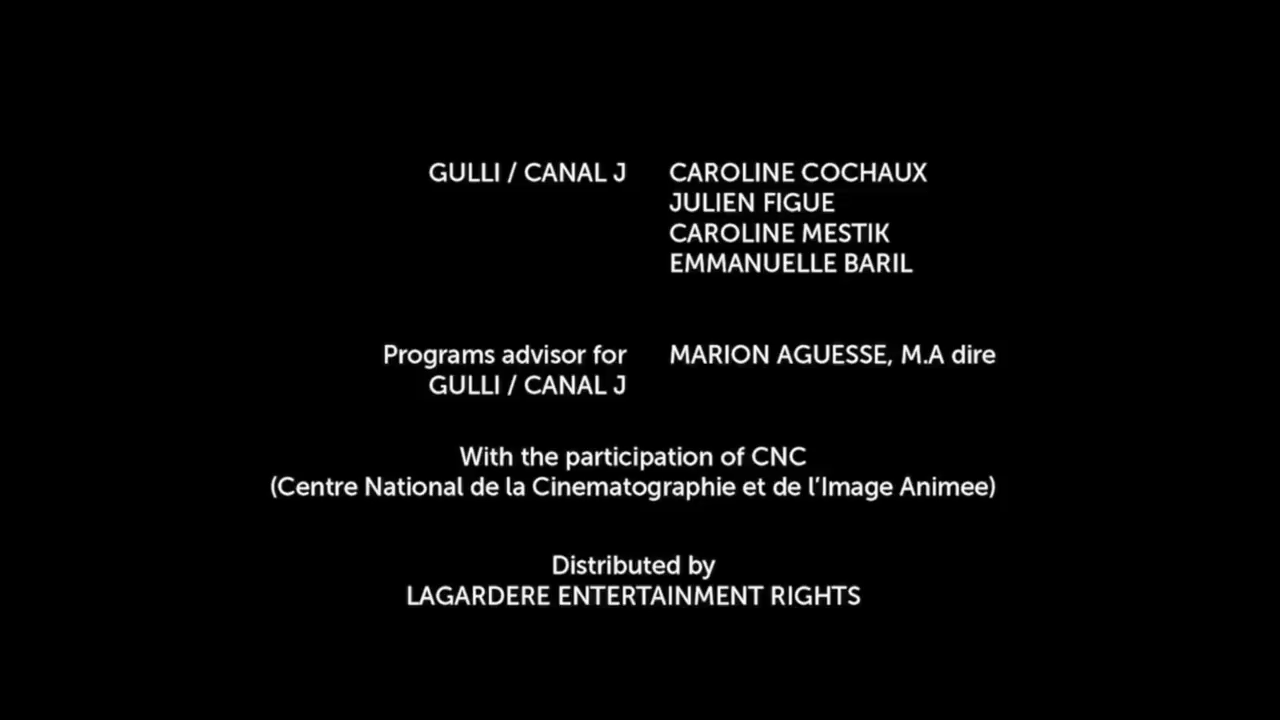 GULLI / CANAL J CAROLINE COCHAUX
JULIEN FIGUE
CAROLINE MESTIK
EMMANUELLE BARIL
Programs advisor for MARION AGUESSE, M.A dire
GULLI / CANAL J
With the participation of CNC
(Centre National de la Cinematographie et de l'Image Animee)
Distributed by
LAGARDERE ENTERTAINMENT RIGHTS